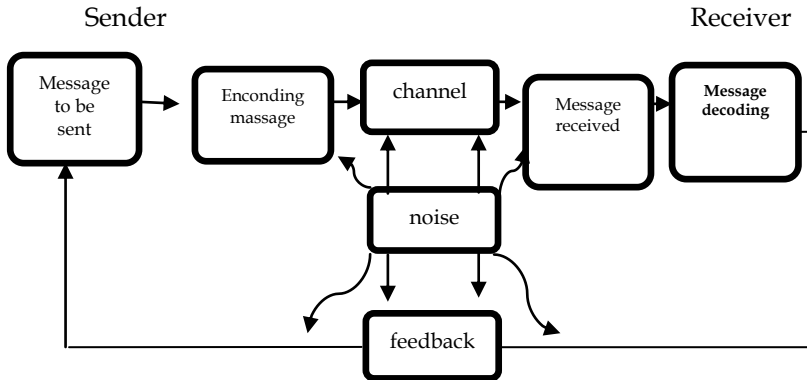 Sender
Receiver
Message
to be
sent
Enconding
massage
channel
Message
received
Message
decoding
noise
feedback